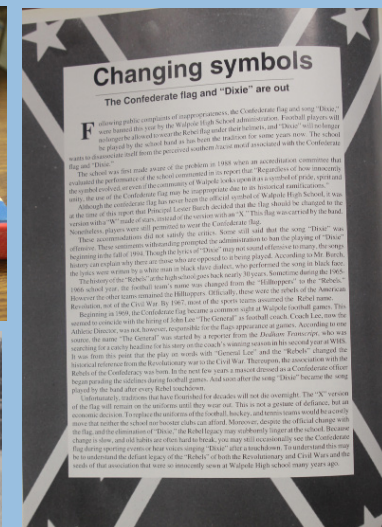 Changing symbols
The Confederate flag and "Dixie" are out
Following public complaints of inappropriateness, the Confederate flag and song "Dixie,"
were banned this year by the Walpole High School administration. Football players will
no longer be allowed to wear the Rebel flag under their helmets, and "Dixie" will no longer
be played by the school band as has been the tradition for some years now. The school
wants to disassociate itself from the perceived southern racist moral associated with the Confederate
flag and "Dixie."
The school was first made aware of the problem in 1988 when an accreditation committee that
evaluated the performance of the school commented in its report that "Regardless of how innocently
the symbol evolved, or even if the community of Walpole looks upon it as a symbol of pride, spirit and
unity, the use of the Confederate flag may be inappropriate due to its historical ramifications."
Although the confederate flag has never been the official symbol of Walpole High School, it was
at the time of this report that Principal Lester Burch decided that the flag should be changed to the
version with a "W" made of stars, instead of the version with an "X." This flag was carried by the band.
Nonetheless, players were still permitted to wear the Confederate flag.
These accommodations did not satisfy the critics. Some still said that the song "Dixie" was
offensive. These sentiments withstanding prompted the administration to ban the playing of "Dixie"
beginning in the fall of 1994. Though the lyrics of "Dixie" may not sound offensive to many, the songs
history can explain why there are those who are opposed to it being played. According to Mr. Burch,
the lyrics were written by a white man in black slave dialect, who performed the song in black face.
The history of the "Rebels" at the high school goes back nearly 30 years. Sometime during the 1965-
1966 school year, the football team's name was changed from the "Hilltoppers" to the "Rebels."
However the other teams remained the Hilltoppers. Officially, these were the rebels of the American
Revolution, not of the Civil War. By 1967, most of the sports teams assumed the Rebel name.
Beginning in 1969, the Confederate flag became a common sight at Walpole football games. This
seemed to coincide with the hiring of John Lee "The General" as football coach. Coach Lee, now the
Athletic Director, was not, however, responsible for the flags appearance at games. According to one
source, the name "The General" was started by a reporter from the Dedham Transcript, who was
searching for a catchy headline for his story on the coach's winning season in his second year at WHS.
It was from this point that the play on words with "General Lee" and the "Rebels" changed the
historical reference from the Revolutionary war to the Civil War. Thereupon, the association with the
Rebels of the Confederacy was born. In the next few years a mascot dressed as a Confederate officer
began parading the sidelines during football games. And soon after the song "Dixie" became the song
played by the band after every Rebel touchdown.
Unfortunately, traditions that have flourished for decades will not die overnight. The "X" version
of the flag will remain on the uniforms until they wear out. This is not a gesture of defiance, but an
economic decision. To replace the uniforms of the football, hockey, and tennis teams would be a costly
move that neither the school nor booster clubs can afford. Moreover, despite the official change with
the flag, and the elimination of "Dixie," the Rebel legacy may stubbornly linger at the school. Because
change is slow, and old habits are often hard to break, you may still occasionally see the Confederate
flag during sporting events or hear voices singing "Dixie" after a touchdown. To understand this may
be to understand the defiant legacy of the "Rebels" of both the Revolutionary and Civil Wars and the
seeds of that association that were so innocently sewn at Walpole High school many years ago.